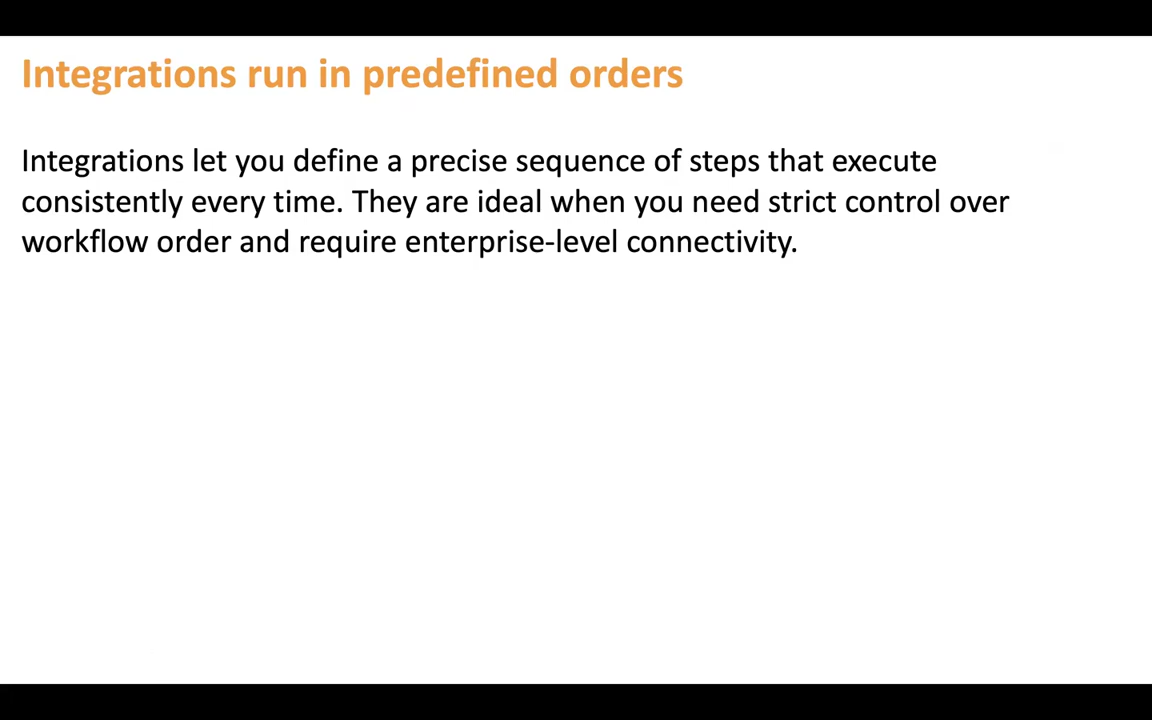 Integrations run in predefined orders
Integrations let you define a precise sequence of steps that execute
consistently every time. They are ideal when you need strict control over
workflow order and require enterprise-level connectivity.